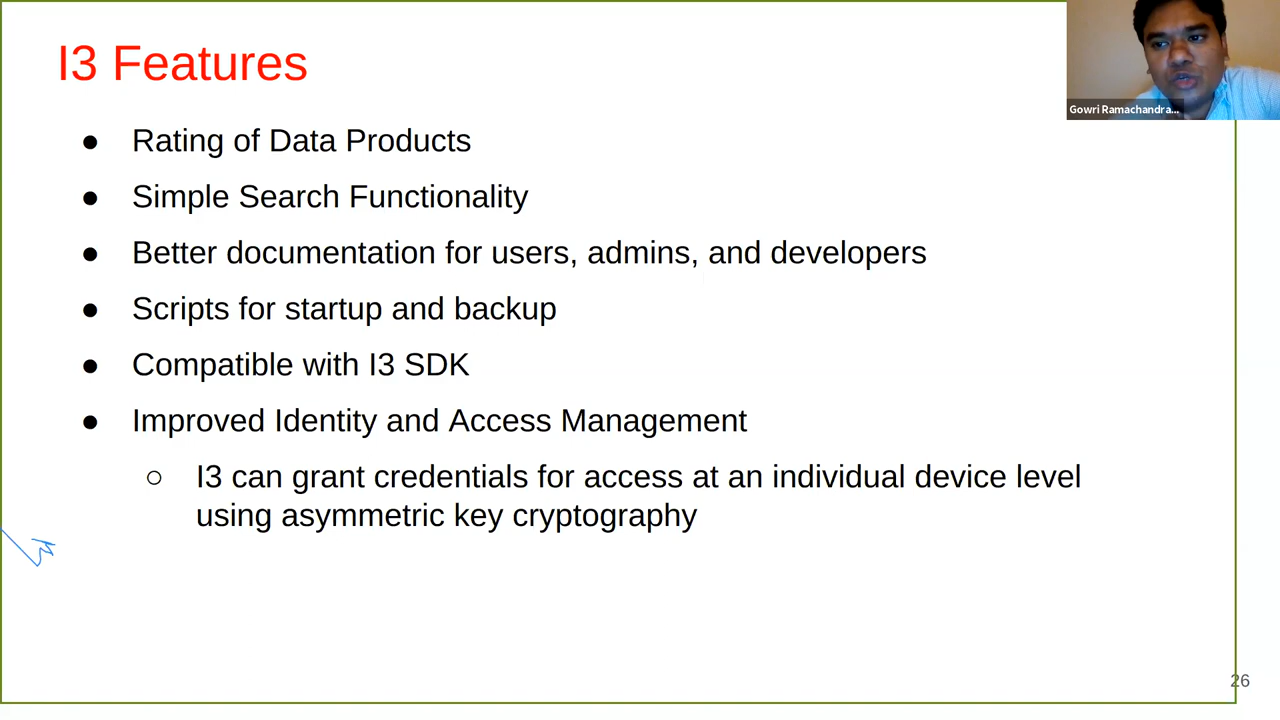 I3 Features
Gowri Ramachandra...
● Rating of Data Products
● Simple Search Functionality
● Better documentation for users, admins, and developers
● Scripts for startup and backup
● Compatible with I3 SDK
● Improved Identity and Access Management
○ I3 can grant credentials for access at an individual device level
using asymmetric key cryptography
26